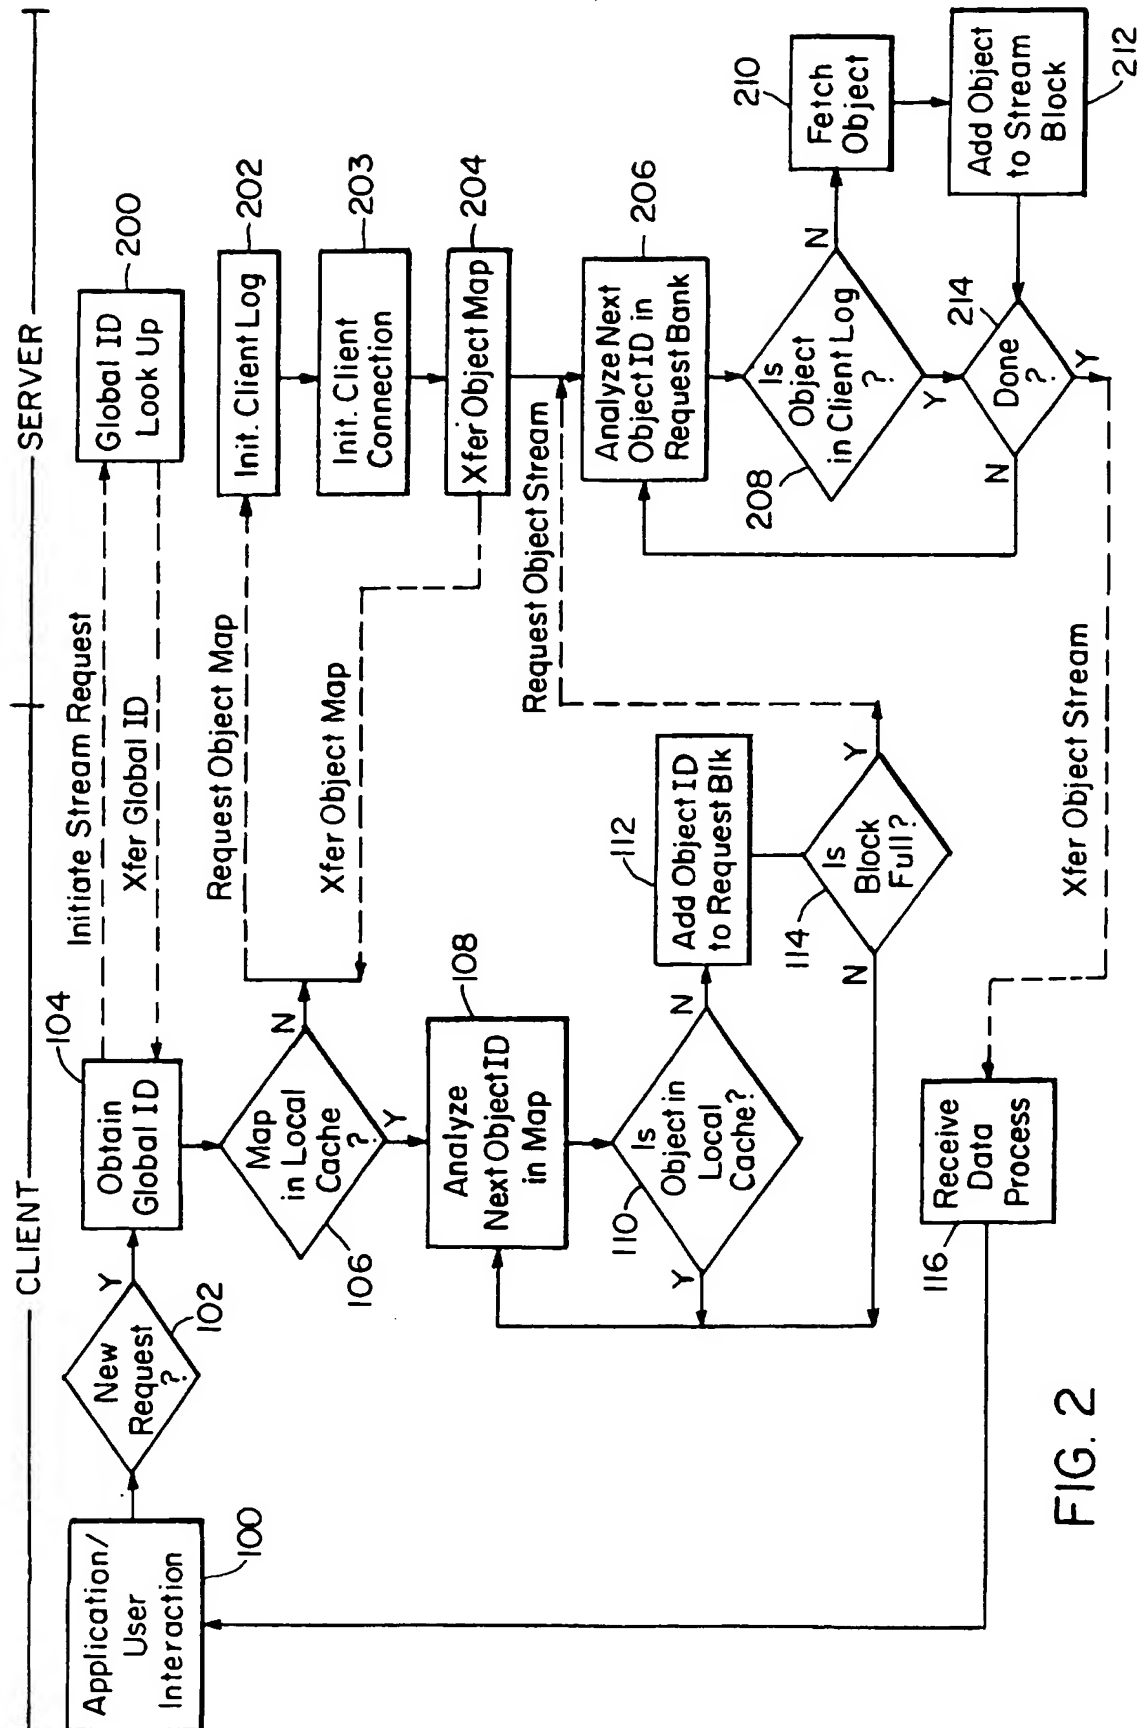 CLIENT
SERVER
Application/
User
Interaction
100
New
Request
?
102
Y
Obtain
Global ID
104
Initiate Stream Request
Xfer Global ID
Global ID
Look Up
200
Map
in Local
Cache
?
106
N
Y
Request Object Map
Xfer Object Map
Init. Client Log
202
Init. Client
Connection
203
Xfer Object Map
204
Analyze
Next Object ID
in Map
108
Is
Object in
Local
Cache?
110
Y
N
Add Object ID
to Request Blk
112
Is
Block
Full?
114
N
Y
Request Object Stream
Analyze Next
Object ID in
Request Bank
206
Is
Object
in Client Log
?
208
N
Y
Fetch
Object
210
Add Object
to Stream
Block
212
Done
?
214
N
Y
Xfer Object Stream
Receive
Data
Process
116
FIG. 2